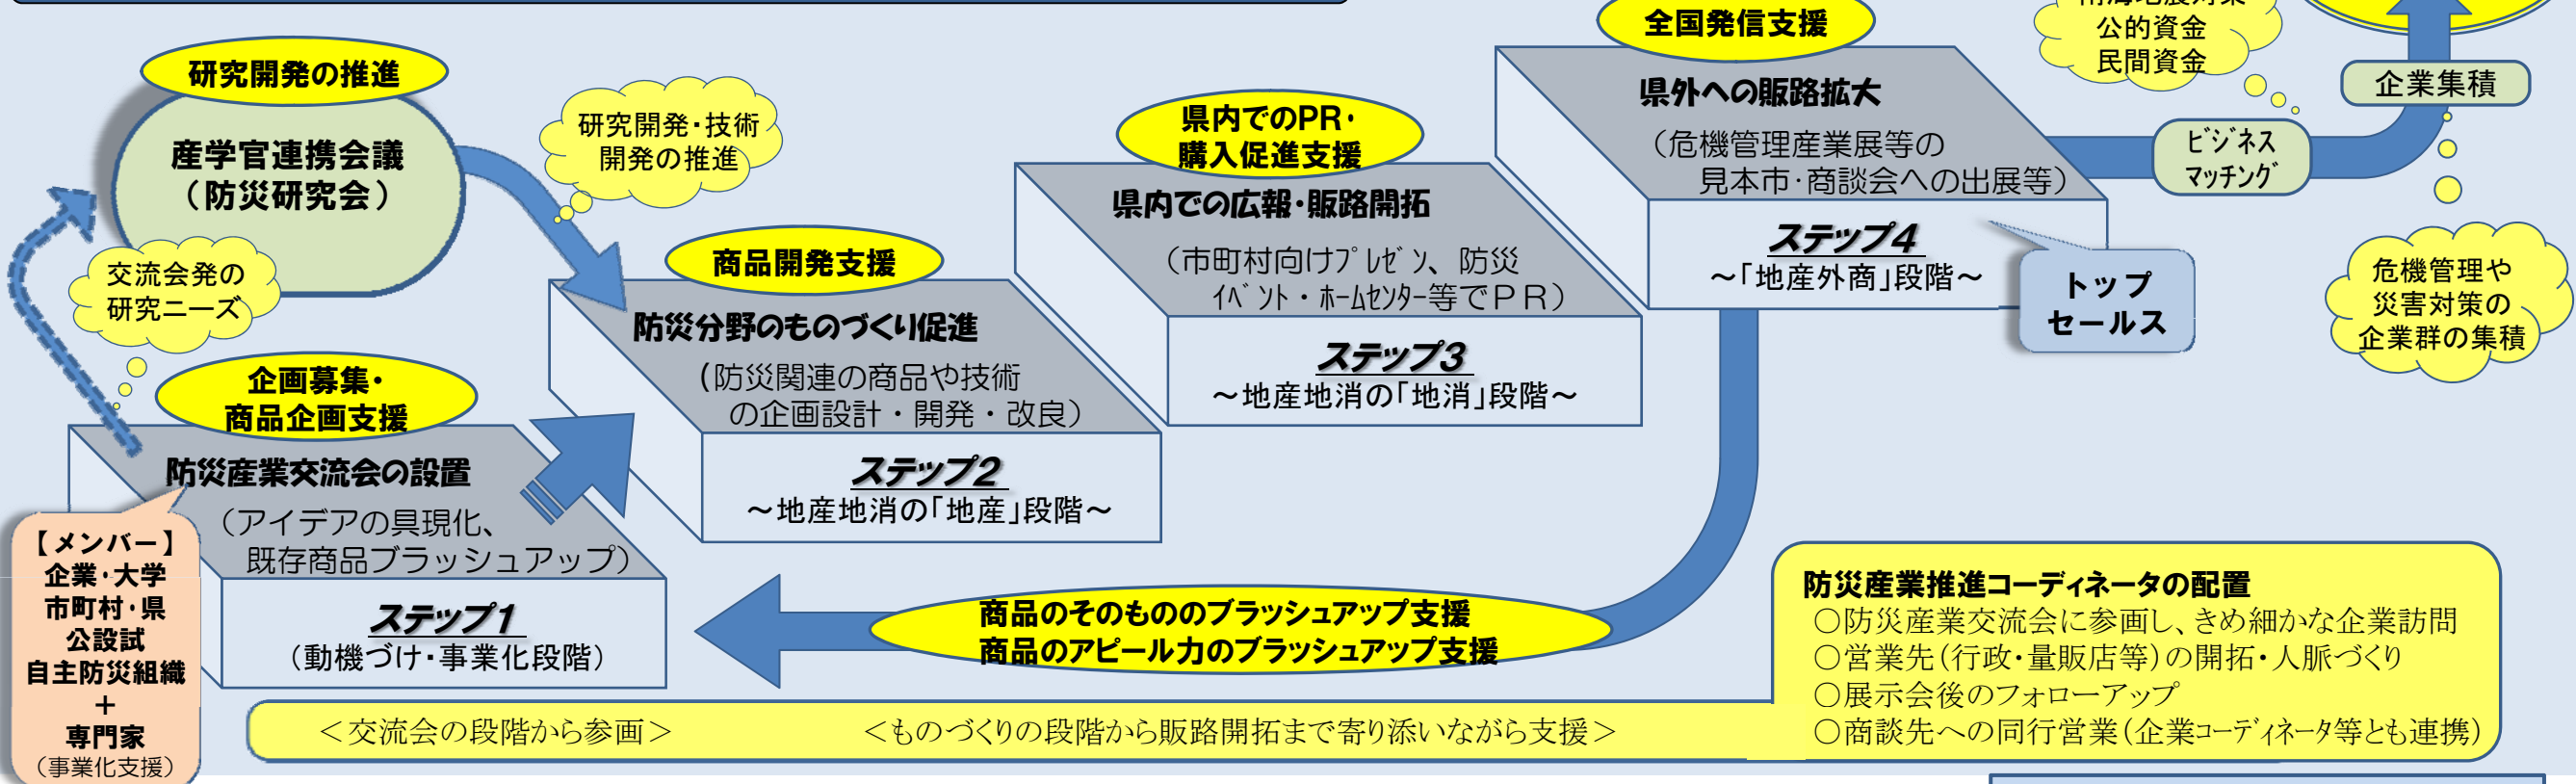 研究開発の推進
産学官連携会議
（防災研究会）
交流会発の
研究ニーズ
研究開発・技術
開発の推進
企画募集・
商品企画支援
防災産業交流会の設置
（アイデアの具現化、
既存商品ブラッシュアップ）
ステップ1
（動機づけ・事業化段階）
【メンバー】
企業・大学
市町村・県
公設試
自主防災組織
＋
専門家
（事業化支援）
商品開発支援
防災分野のものづくり促進
（防災関連の商品や技術
の企画設計・開発・改良）
ステップ2
～地産地消の「地産」段階～
県内でのPR・
購入促進支援
県内での広報・販路開拓
（市町村向けﾌﾟﾚｾﾞﾝ、防災
ｲﾍﾞﾝﾄ・ﾎｰﾑｾﾝﾀｰ等でＰＲ）
ステップ3
～地産地消の「地消」段階～
全国発信支援
県外への販路拡大
（危機管理産業展等の
見本市・商談会への出展等）
ステップ4
～「地産外商」段階～
トップ
セールス
南海地震対策
公的資金
民間資金
企業集積
ﾋﾞｼﾞﾈｽ
ﾏｯﾁﾝｸﾞ
危機管理や
災害対策の
企業群の集積
商品のそのもののブラッシュアップ支援
商品のアピール力のブラッシュアップ支援
防災産業推進コーディネータの配置
○防災産業交流会に参画し、きめ細かな企業訪問
○営業先（行政・量販店等）の開拓・人脈づくり
○展示会後のフォローアップ
○商談先への同行営業（企業ｺｰﾃﾞｨﾈｰﾀ等とも連携）
＜交流会の段階から参画＞
＜ものづくりの段階から販路開拓まで寄り添いながら支援＞